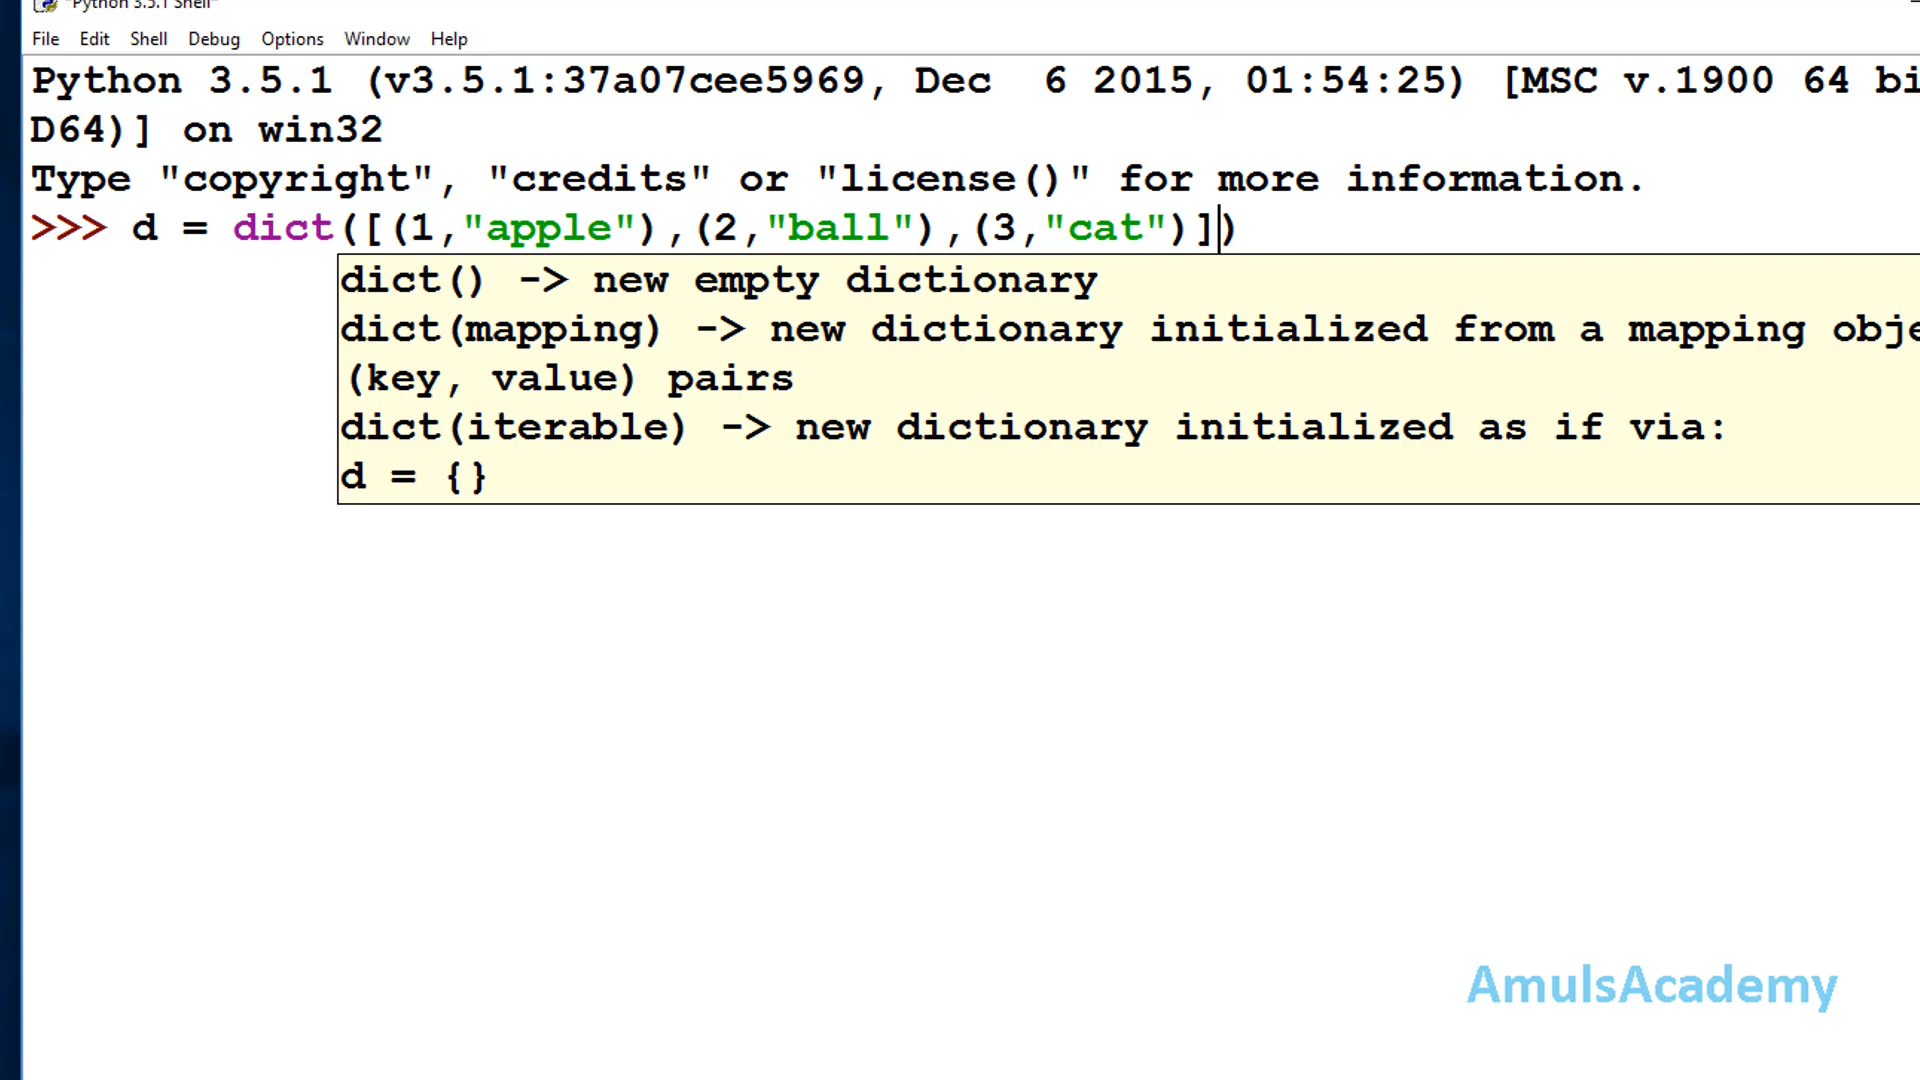 "Python 3.5.1 Shell"
File Edit Shell Debug Options Window Help
Python 3.5.1 (v3.5.1:37a07cee5969, Dec  6 2015, 01:54:25) [MSC v.1900 64 bi
D64)] on win32
Type "copyright", "credits" or "license()" for more information.
>>> d = dict([(1,"apple"),(2,"ball"),(3,"cat")])
dict() -> new empty dictionary
dict(mapping) -> new dictionary initialized from a mapping obje
(key, value) pairs
dict(iterable) -> new dictionary initialized as if via:
d = {}
AmulsAcademy